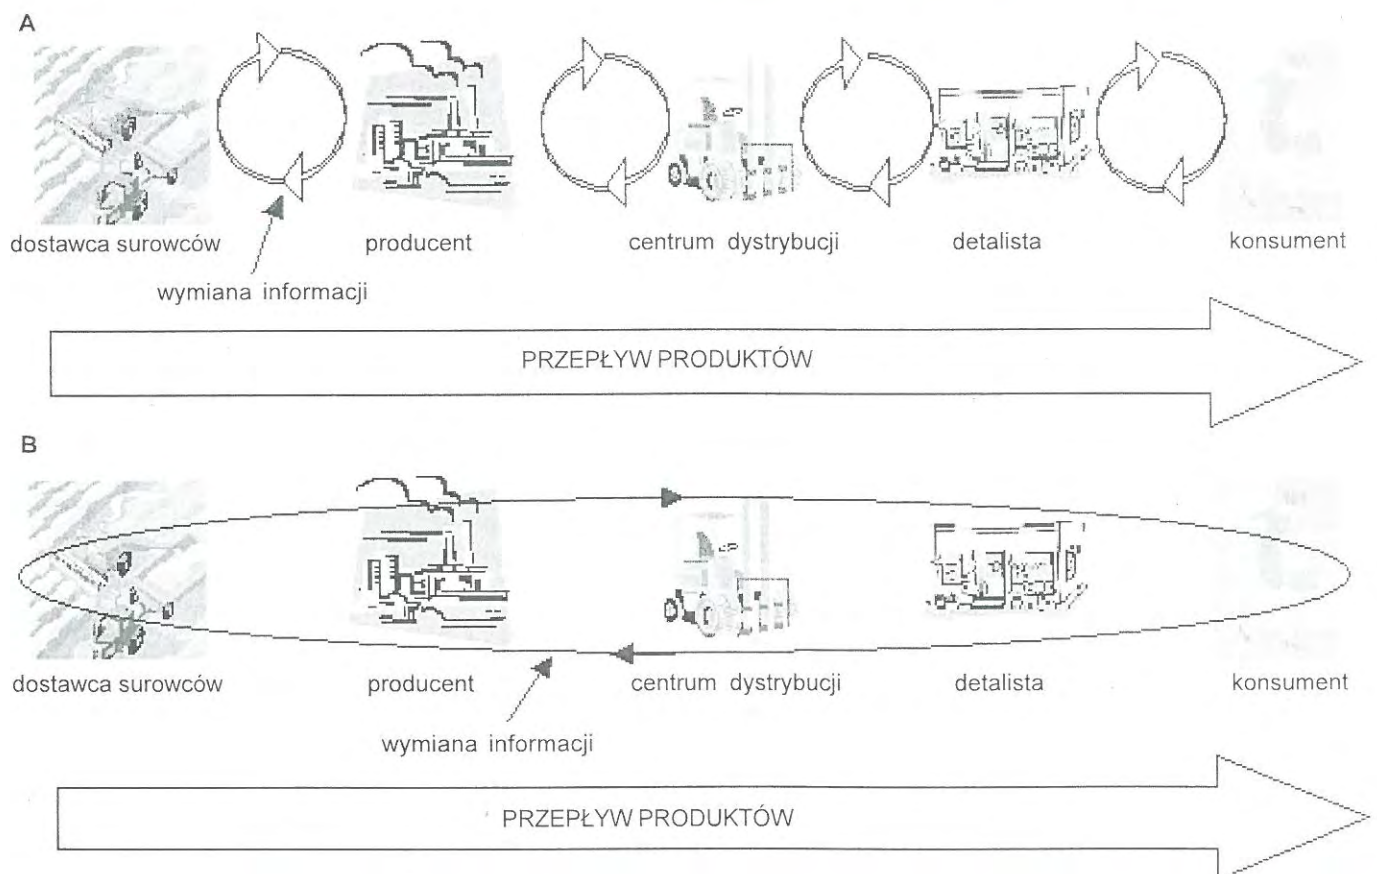 A
dostawca surowców
producent
centrum dystrybucji
detalista
konsument
wymiana informacji
PRZEPŁYW PRODUKTÓW
B
dostawca surowców
producent
centrum dystrybucji
detalista
konsument
wymiana informacji
PRZEPŁYW PRODUKTÓW